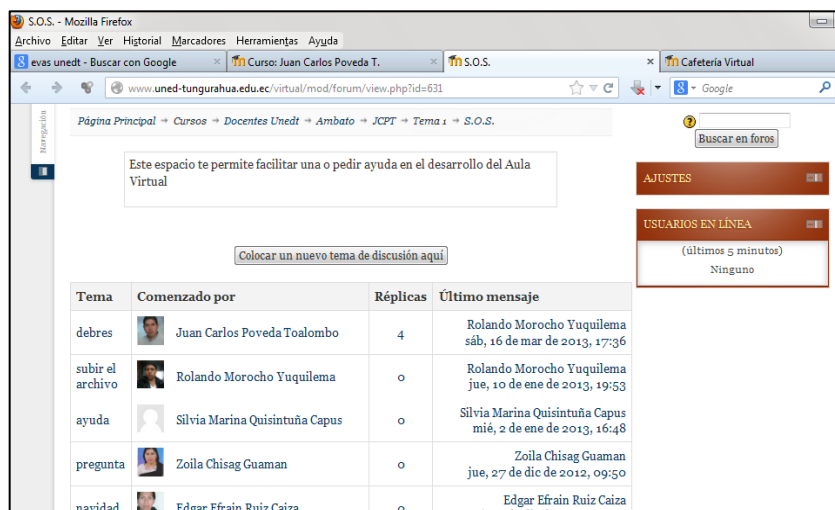 S.O.S. - Mozilla Firefox
Archivo Editar Ver Historial Marcadores Herramientas Ayuda
evas unedt - Buscar con Google × Curso: Juan Carlos Poveda T. × S.O.S. × Cafetería Virtual
www.uned-tungurahua.edu.ec/virtual/mod/forum/view.php?id=631 Google
Navegación
Página Principal → Cursos → Docentes Unedt → Ambato → JCPT → Tema 1 → S.O.S.
Buscar en foros
Este espacio te permite facilitar una o pedir ayuda en el desarrollo del Aula
Virtual
AJUSTES
USUARIOS EN LÍNEA
(últimos 5 minutos)
Ninguno
Colocar un nuevo tema de discusión aquí
Tema Comenzado por Réplicas Último mensaje
debres Juan Carlos Poveda Toalombo 4 Rolando Morocho Yuquilema
sáb, 16 de mar de 2013, 17:36
subir el archivo Rolando Morocho Yuquilema 0 Rolando Morocho Yuquilema
jue, 10 de ene de 2013, 19:53
ayuda Silvia Marina Quisintuña Capus 0 Silvia Marina Quisintuña Capus
mié, 2 de ene de 2013, 16:48
pregunta Zoila Chisag Guaman 0 Zoila Chisag Guaman
jue, 27 de dic de 2012, 09:50
navidad Edgar Efrain Ruiz Caiza 0 Edgar Efrain Ruiz Caiza